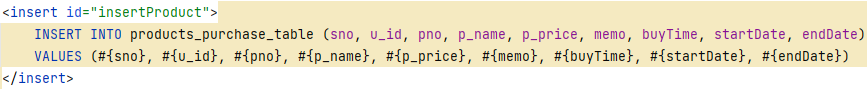 <insert id="insertProduct">
INSERT INTO products_purchase_table (sno, u_id, pno, p_name, p_price, memo, buyTime, startDate, endDate)
VALUES (#{sno}, #{u_id}, #{pno}, #{p_name}, #{p_price}, #{memo}, #{buyTime}, #{startDate}, #{endDate})
</insert>